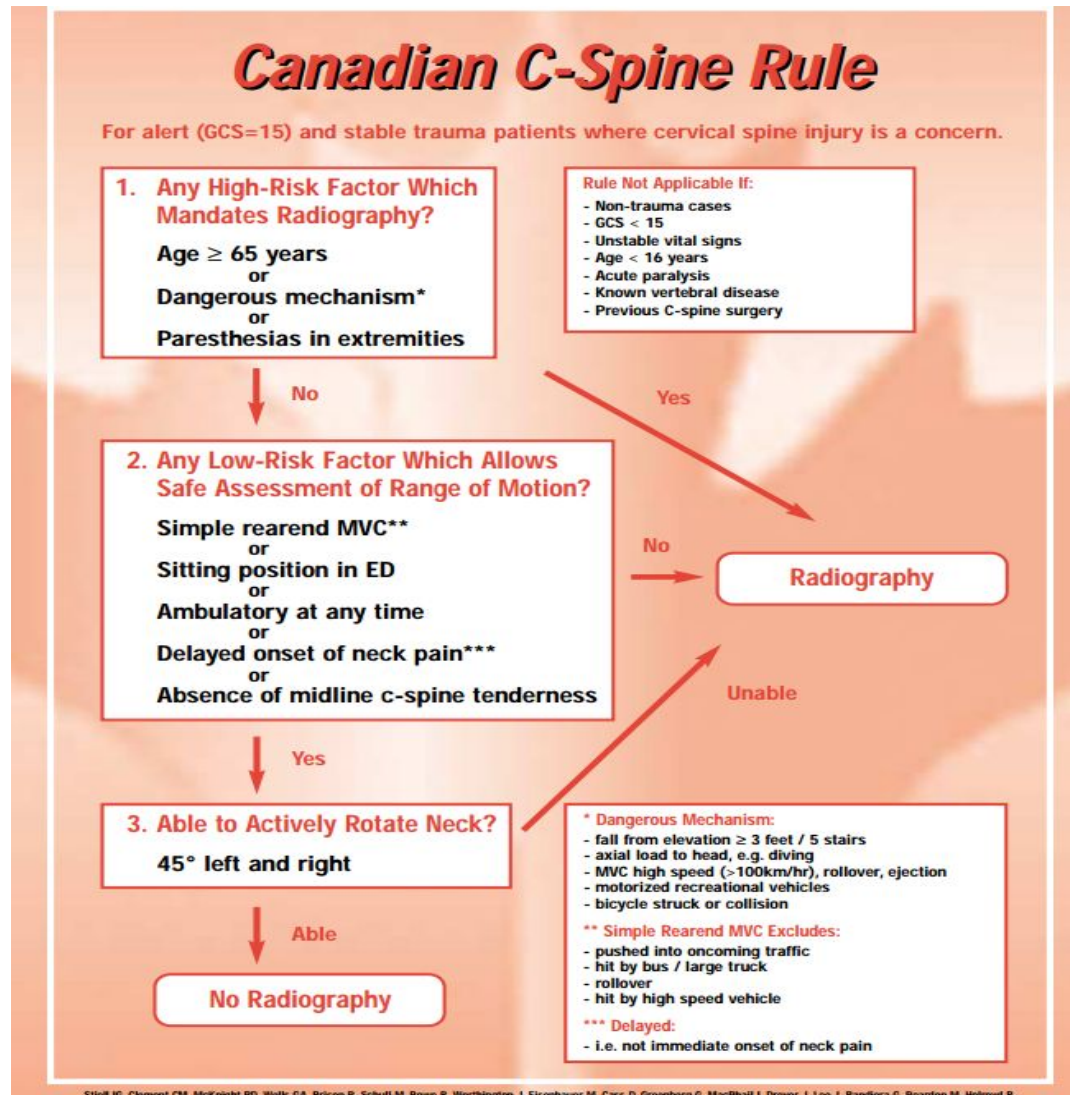 Canadian C-Spine Rule
For alert (GCS=15) and stable trauma patients where cervical spine injury is a concern.
1. Any High-Risk Factor Which
Mandates Radiography?
Age ≥ 65 years
or
Dangerous mechanism*
or
Paresthesias in extremities
Rule Not Applicable If:
- Non-trauma cases
- GCS < 15
- Unstable vital signs
- Age < 16 years
- Acute paralysis
- Known vertebral disease
- Previous C-spine surgery
No
Yes
2. Any Low-Risk Factor Which Allows
Safe Assessment of Range of Motion?
Simple rearend MVC**
or
Sitting position in ED
or
Ambulatory at any time
or
Delayed onset of neck pain***
or
Absence of midline c-spine tenderness
No
Radiography
Unable
Yes
3. Able to Actively Rotate Neck?
45° left and right
Able
No Radiography
* Dangerous Mechanism:
- fall from elevation ≥ 3 feet / 5 stairs
- axial load to head, e.g. diving
- MVC high speed (>100km/hr), rollover, ejection
- motorized recreational vehicles
- bicycle struck or collision
** Simple Rearend MVC Excludes:
- pushed into oncoming traffic
- hit by bus / large truck
- rollover
- hit by high speed vehicle
*** Delayed:
- i.e. not immediate onset of neck pain